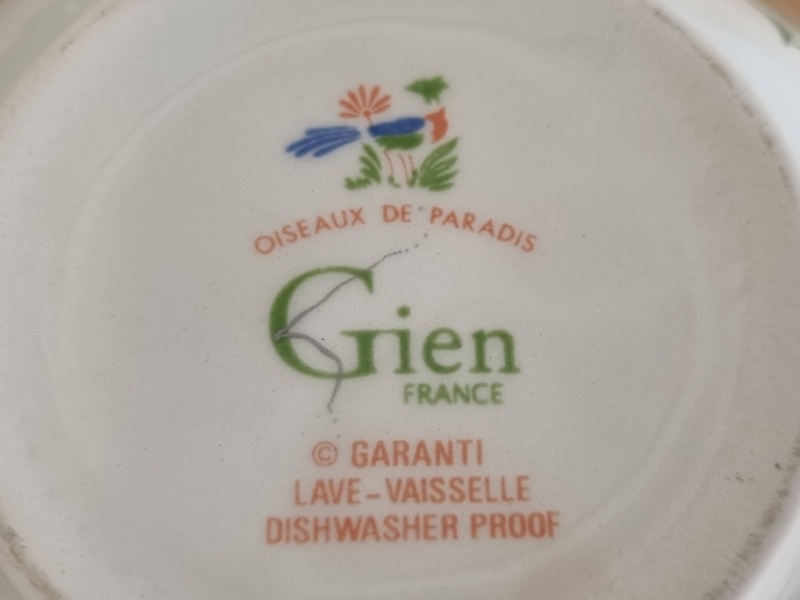 OISEAUX DE PARADIS
Gien
FRANCE
© GARANTI
LAVE-VAISSELLE
DISHWASHER PROOF